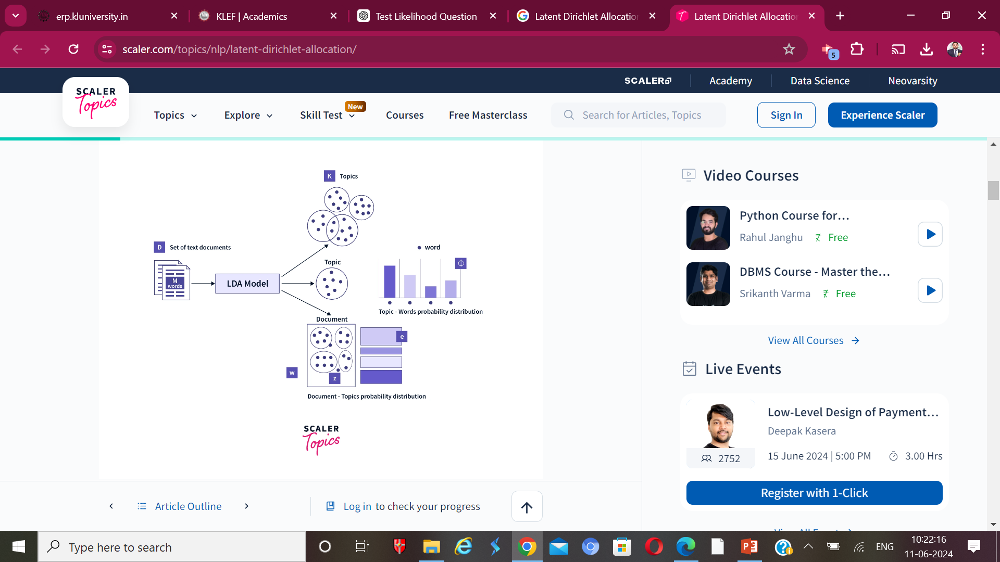 erp.kluniversity.in
KLEF | Academics
Test Likelihood Question
Latent Dirichlet Allocation
Latent Dirichlet Allocation
scaler.com/topics/nlp/latent-dirichlet-allocation/
5
SCALER
Academy
Data Science
Neovarsity
SCALER
Topics
Topics
Explore
Skill Test
New
Courses
Free Masterclass
Search for Articles, Topics
Sign In
Experience Scaler
K Topics
D Set of text documents
M
words
LDA Model
Topic
word
Φ
Topic - Words probability distribution
Document
e
w
z
Document - Topics probability distribution
SCALER
Topics
Video Courses
Python Course for...
Rahul Janghu
Free
DBMS Course - Master the...
Srikanth Varma
Free
View All Courses
Live Events
Low-Level Design of Payment...
Deepak Kasera
2752
15 June 2024 | 5:00 PM
3.00 Hrs
Register with 1-Click
Article Outline
Log in to check your progress
Type here to search
ENG
10:22:16
11-06-2024